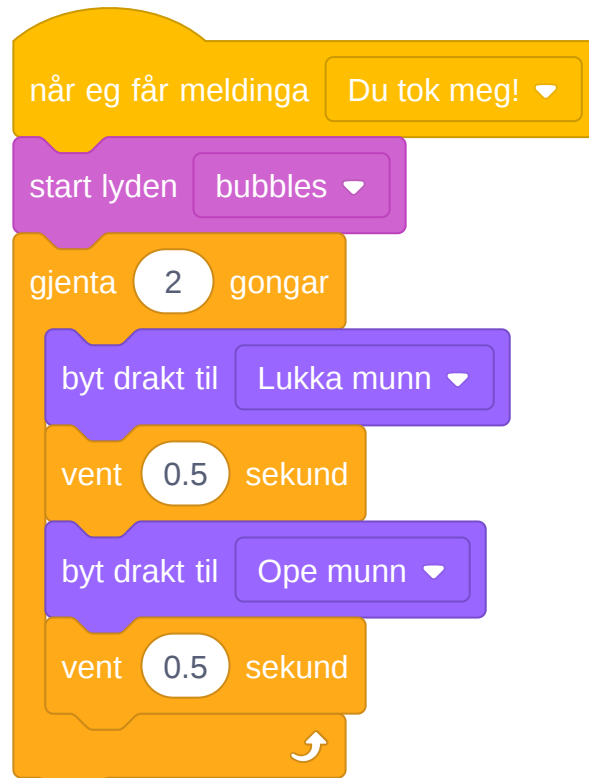 når eg får meldinga Du tok meg!
start lyden bubbles
gjenta 2 gongar
byt drakt til Lukka munn
vent 0.5 sekund
byt drakt til Ope munn
vent 0.5 sekund